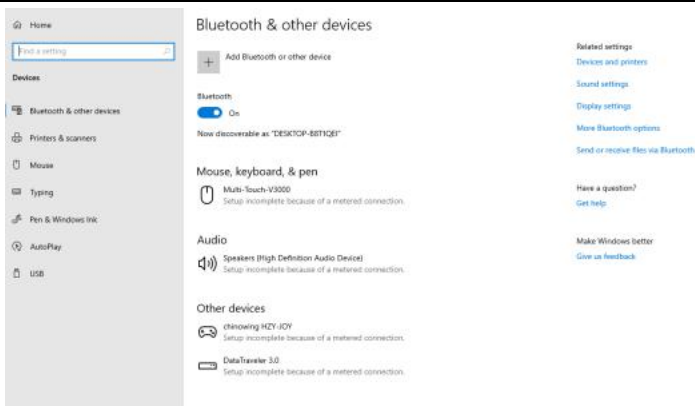 Home
Find a setting
Devices
Bluetooth & other devices
Printers & scanners
Mouse
Typing
Pen & Windows Ink
AutoPlay
USB
Bluetooth & other devices
Add Bluetooth or other device
Bluetooth
On
Now discoverable as "DESKTOP-B8T1QEI"
Mouse, keyboard, & pen
Multi-Touch-V3000
Setup incomplete because of a metered connection.
Audio
Speakers (High Definition Audio Device)
Setup incomplete because of a metered connection.
Other devices
chinowing HZY-JOY
Setup incomplete because of a metered connection.
DataTraveler 3.0
Setup incomplete because of a metered connection.
Related settings
Devices and printers
Sound settings
Display settings
More Bluetooth options
Send or receive files via Bluetooth
Have a question?
Get help
Make Windows better
Give us feedback